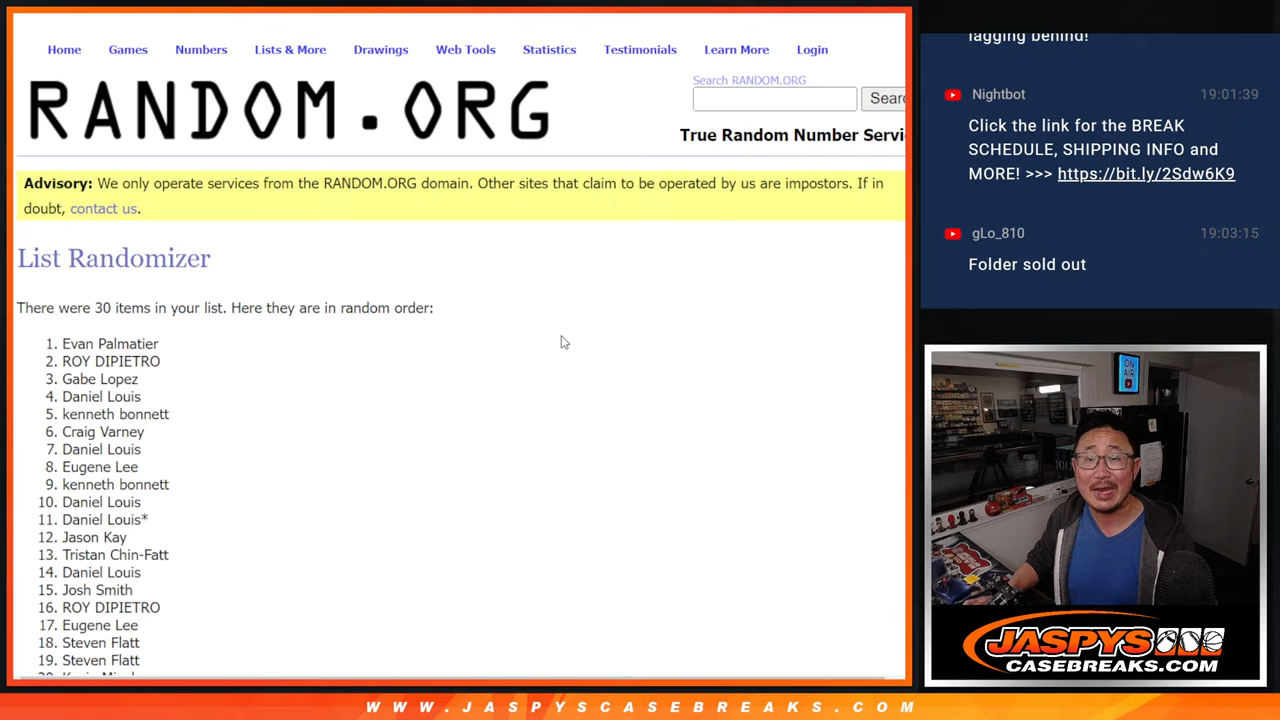 Home Games Numbers Lists & More Drawings Web Tools Statistics Testimonials Learn More Login
RANDOM.ORG
Search RANDOM.ORG
Sear
True Random Number Servi
Advisory: We only operate services from the RANDOM.ORG domain. Other sites that claim to be operated by us are impostors. If in
doubt, contact us.
List Randomizer
There were 30 items in your list. Here they are in random order:
1. Evan Palmatier
2. ROY DIPIETRO
3. Gabe Lopez
4. Daniel Louis
5. kenneth bonnett
6. Craig Varney
7. Daniel Louis
8. Eugene Lee
9. kenneth bonnett
10. Daniel Louis
11. Daniel Louis*
12. Jason Kay
13. Tristan Chin-Fatt
14. Daniel Louis
15. Josh Smith
16. ROY DIPIETRO
17. Eugene Lee
18. Steven Flatt
19. Steven Flatt
lagging behind!
Nightbot 19:01:39
Click the link for the BREAK
SCHEDULE, SHIPPING INFO and
MORE! >>> https://bit.ly/2Sdw6K9
gLo_810 19:03:15
Folder sold out
ON
AIR
JASPYS
CASEBREAKS.COM
WWW.JASPYSCASEBREAKS.COM